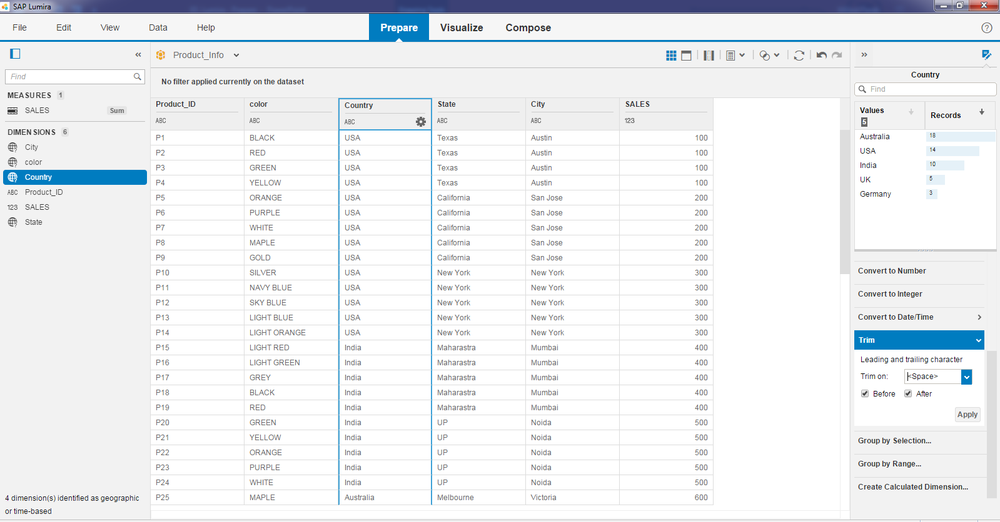 SAP Lumira
File Edit View Data Help Prepare Visualize Compose ?
« Product_Info »
Find
No filter applied currently on the dataset
MEASURES 1
SALES Sum
DIMENSIONS 6
City
color
Country
ABC Product_ID
123 SALES
State
4 dimension(s) identified as geographic
or time-based
Product_ID color Country State City SALES
ABC ABC ABC ABC ABC 123
P1 BLACK USA Texas Austin 100
P2 RED USA Texas Austin 100
P3 GREEN USA Texas Austin 100
P4 YELLOW USA Texas Austin 100
P5 ORANGE USA California San Jose 200
P6 PURPLE USA California San Jose 200
P7 WHITE USA California San Jose 200
P8 MAPLE USA California San Jose 200
P9 GOLD USA California San Jose 200
P10 SILVER USA New York New York 300
P11 NAVY BLUE USA New York New York 300
P12 SKY BLUE USA New York New York 300
P13 LIGHT BLUE USA New York New York 300
P14 LIGHT ORANGE USA New York New York 300
P15 LIGHT RED India Maharastra Mumbai 400
P16 LIGHT GREEN India Maharastra Mumbai 400
P17 GREY India Maharastra Mumbai 400
P18 BLACK India Maharastra Mumbai 400
P19 RED India Maharastra Mumbai 400
P20 GREEN India UP Noida 500
P21 YELLOW India UP Noida 500
P22 ORANGE India UP Noida 500
P23 PURPLE India UP Noida 500
P24 WHITE India UP Noida 500
P25 MAPLE Australia Melbourne Victoria 600
Country
Find
Values Records
5
Australia 18
USA 14
India 10
UK 5
Germany 3
Convert to Number
Convert to Integer
Convert to Date/Time
Trim
Leading and trailing character
Trim on: <Space>
Before After
Apply
Group by Selection...
Group by Range...
Create Calculated Dimension...